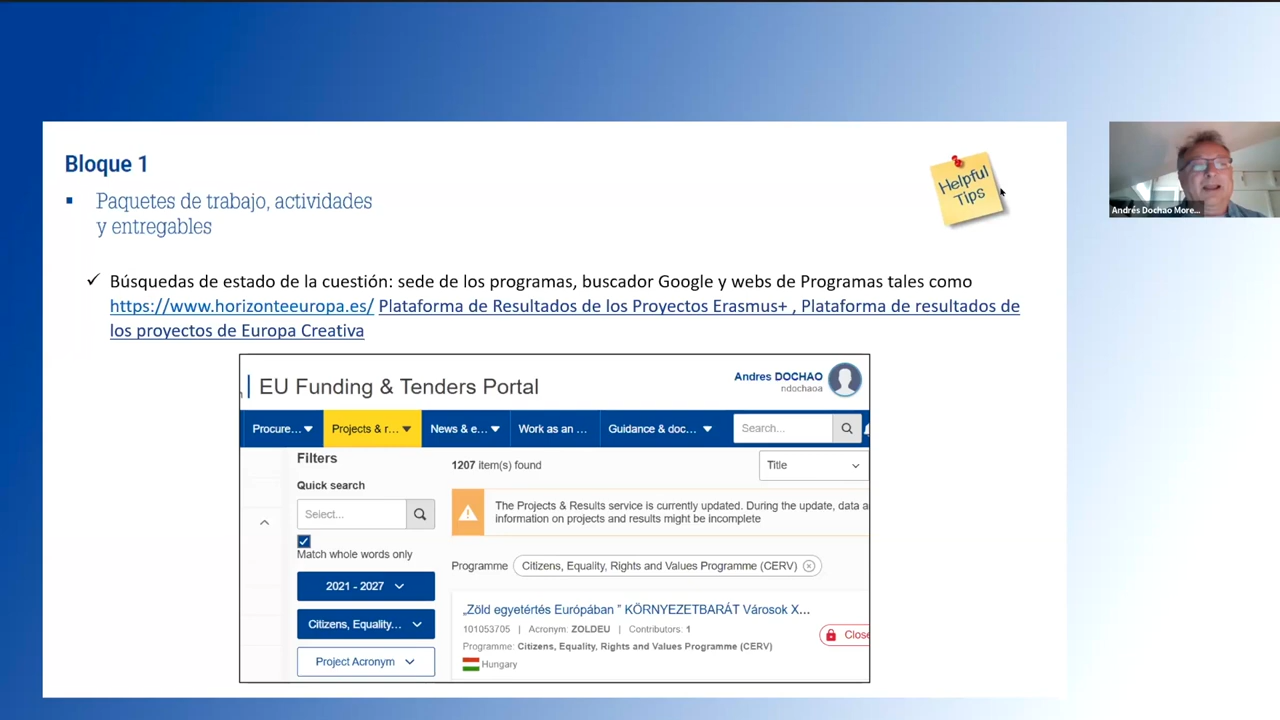 Bloque 1
Paquetes de trabajo, actividades
y entregables
Helpful
Tips
Andrés Dochao More...
Búsquedas de estado de la cuestión: sede de los programas, buscador Google y webs de Programas tales como
https://www.horizonteeuropa.es/ Plataforma de Resultados de los Proyectos Erasmus+ , Plataforma de resultados de
los proyectos de Europa Creativa
EU Funding & Tenders Portal
Andres DOCHAO
ndochaoa
Procure... Projects & r... News & e... Work as an ... Guidance & doc... Search...
Filters
1207 item(s) found
Title
Quick search
Select...
The Projects & Results service is currently updated. During the update, data a
information on projects and results might be incomplete
Match whole words only
Programme Citizens, Equality, Rights and Values Programme (CERV)
2021 - 2027
„Zöld egyetértés Európában ” KÖRNYEZETBARÁT Városok X...
Citizens, Equality...
101053705 | Acronym: ZOLDEU | Contributors: 1
Close
Programme: Citizens, Equality, Rights and Values Programme (CERV)
Project Acronym
Hungary